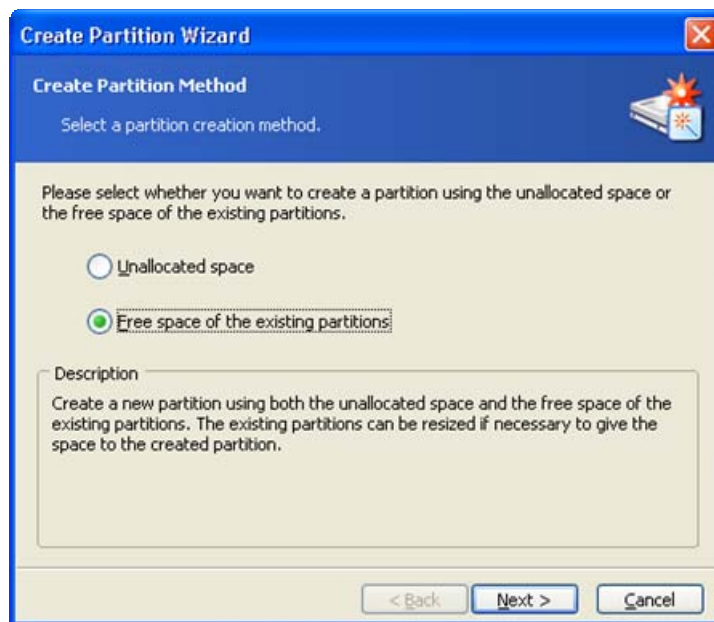 Create Partition Wizard
Create Partition Method
Select a partition creation method.
Please select whether you want to create a partition using the unallocated space or
the free space of the existing partitions.
Unallocated space
Free space of the existing partitions
Description
Create a new partition using both the unallocated space and the free space of the
existing partitions. The existing partitions can be resized if necessary to give the
space to the created partition.
< Back Next > Cancel